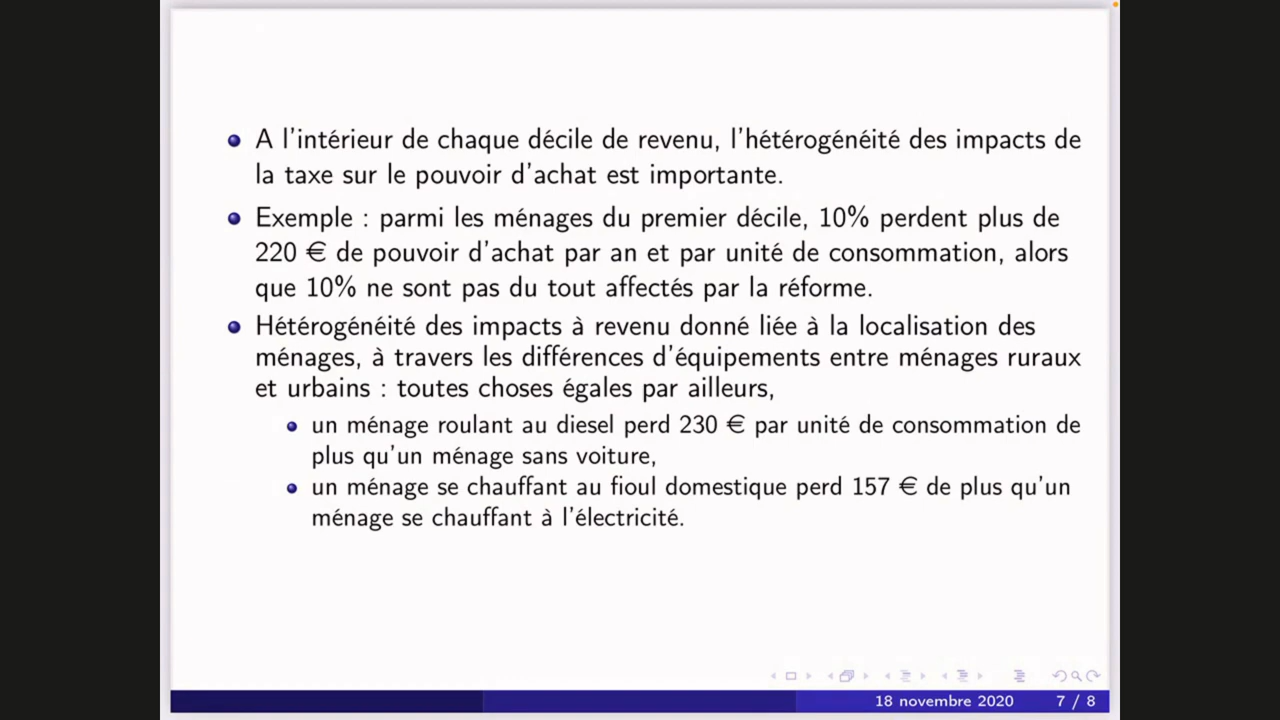 A l'intérieur de chaque décile de revenu, l'hétérogénéité des impacts de
la taxe sur le pouvoir d'achat est importante.
Exemple : parmi les ménages du premier décile, 10% perdent plus de
220 € de pouvoir d'achat par an et par unité de consommation, alors
que 10% ne sont pas du tout affectés par la réforme.
Hétérogénéité des impacts à revenu donné liée à la localisation des
ménages, à travers les différences d'équipements entre ménages ruraux
et urbains : toutes choses égales par ailleurs,
un ménage roulant au diesel perd 230 € par unité de consommation de
plus qu'un ménage sans voiture,
un ménage se chauffant au fioul domestique perd 157 € de plus qu'un
ménage se chauffant à l'électricité.
18 novembre 2020 7 / 8